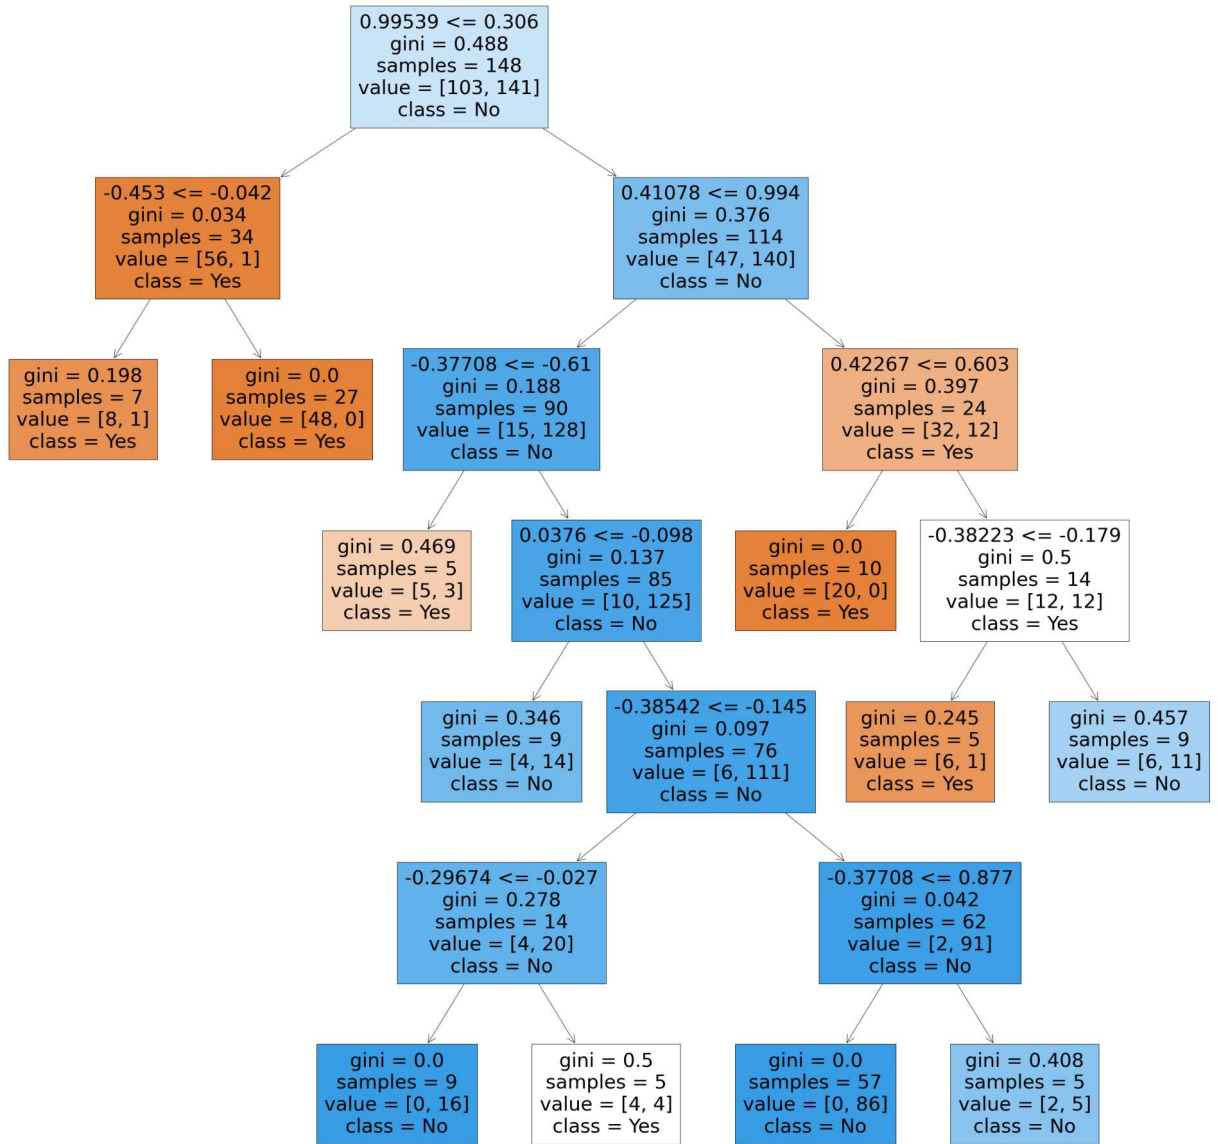 0.99539 <= 0.306
gini = 0.488
samples = 148
value = [103, 141]
class = No
-0.453 <= -0.042
gini = 0.034
samples = 34
value = [56, 1]
class = Yes
0.41078 <= 0.994
gini = 0.376
samples = 114
value = [47, 140]
class = No
gini = 0.198
samples = 7
value = [8, 1]
class = Yes
gini = 0.0
samples = 27
value = [48, 0]
class = Yes
-0.37708 <= -0.61
gini = 0.188
samples = 90
value = [15, 128]
class = No
0.42267 <= 0.603
gini = 0.397
samples = 24
value = [32, 12]
class = Yes
gini = 0.469
samples = 5
value = [5, 3]
class = Yes
0.0376 <= -0.098
gini = 0.137
samples = 85
value = [10, 125]
class = No
gini = 0.0
samples = 10
value = [20, 0]
class = Yes
-0.38223 <= -0.179
gini = 0.5
samples = 14
value = [12, 12]
class = Yes
gini = 0.346
samples = 9
value = [4, 14]
class = No
-0.38542 <= -0.145
gini = 0.097
samples = 76
value = [6, 111]
class = No
gini = 0.245
samples = 5
value = [6, 1]
class = Yes
gini = 0.457
samples = 9
value = [6, 11]
class = No
-0.29674 <= -0.027
gini = 0.278
samples = 14
value = [4, 20]
class = No
-0.37708 <= 0.877
gini = 0.042
samples = 62
value = [2, 91]
class = No
gini = 0.0
samples = 9
value = [0, 16]
class = No
gini = 0.5
samples = 5
value = [4, 4]
class = Yes
gini = 0.0
samples = 57
value = [0, 86]
class = No
gini = 0.408
samples = 5
value = [2, 5]
class = No